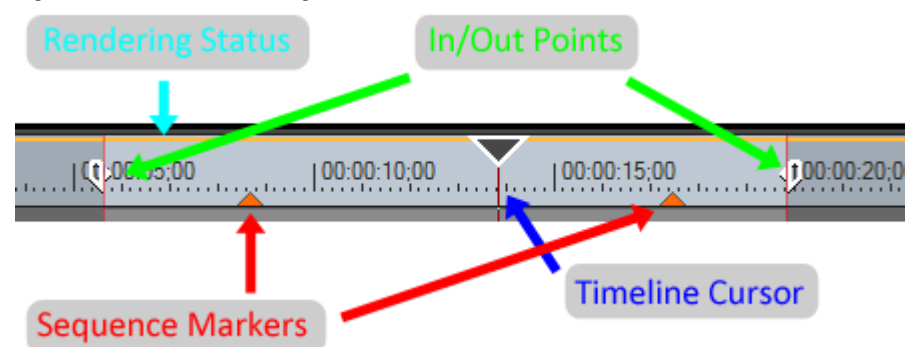 Rendering Status
In/Out Points
00:00:05;00 00:00:10;00 00:00:15;00 00:00:20;0
Timeline Cursor
Sequence Markers